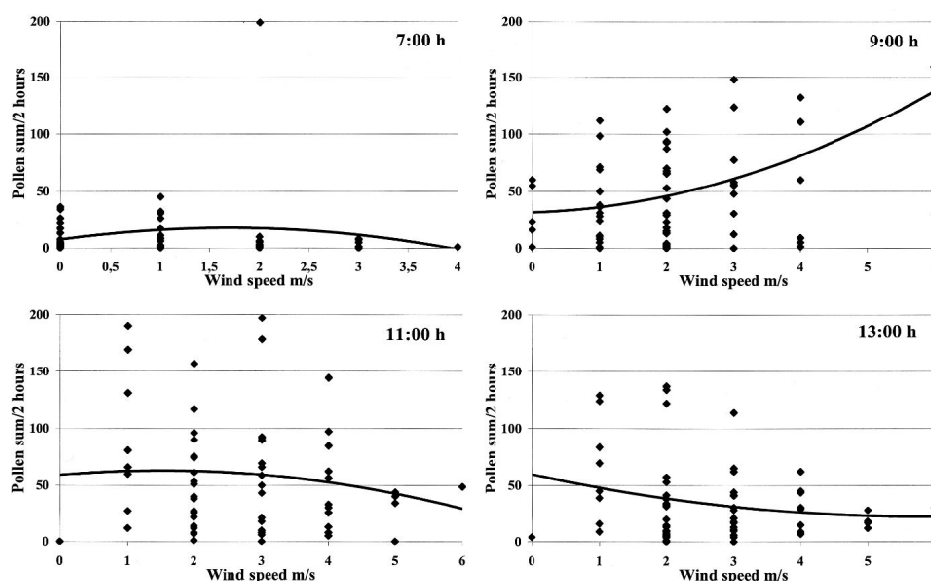 7:00 h
Pollen sum/2 hours
200
150
100
50
0
0 0,5 1 1,5 2 2,5 3 3,5 4
Wind speed m/s
9:00 h
Pollen sum/2 hours
200
150
100
50
0
0 1 2 3 4 5
Wind speed m/s
11:00 h
Pollen sum/2 hours
200
150
100
50
0
0 1 2 3 4 5 6
Wind speed m/s
13:00 h
Pollen sum/2 hours
200
150
100
50
0
0 1 2 3 4 5
Wind speed m/s